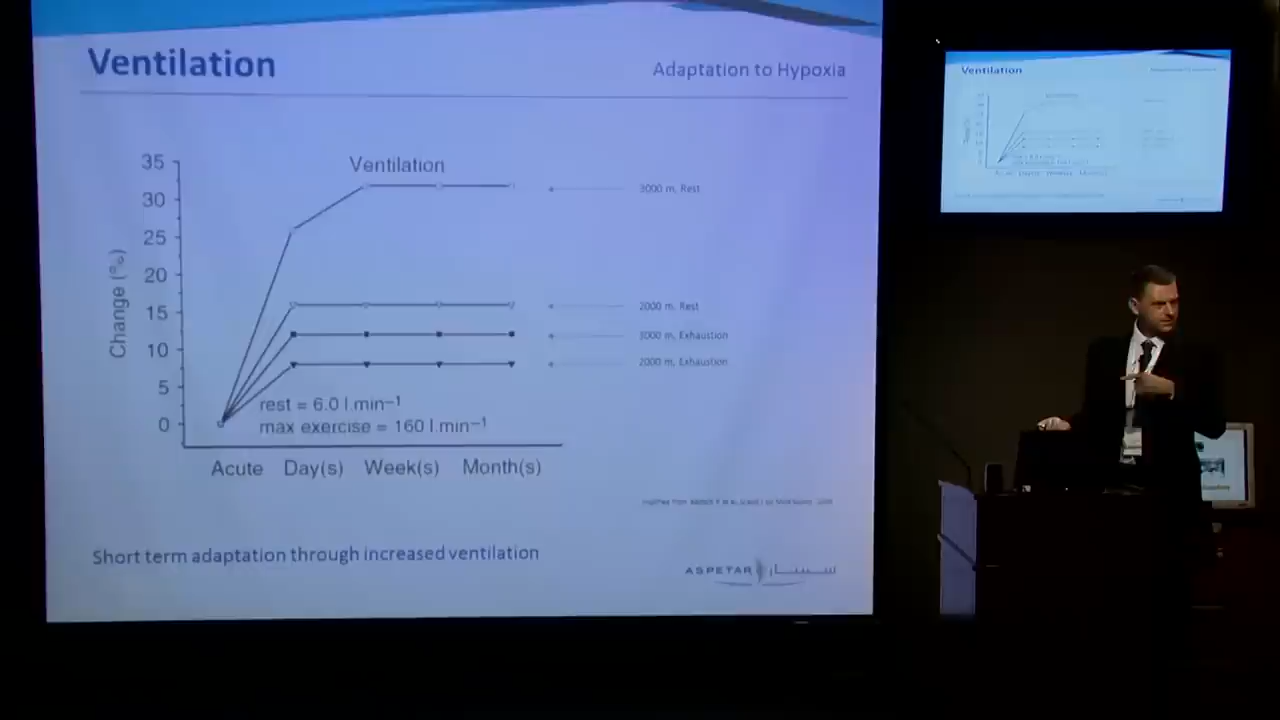 Ventilation
Adaptation to Hypoxia
Ventilation
35
30
25
20
15
10
5
0
Change (%)
3000 m, Rest
2000 m, Rest
3000 m, Exhaustion
2000 m, Exhaustion
rest = 6.0 l.min⁻¹
max exercise = 160 l.min⁻¹
Acute Day(s) Week(s) Month(s)
Short term adaptation through increased ventilation
ASPETAR سبيتار
Ventilation